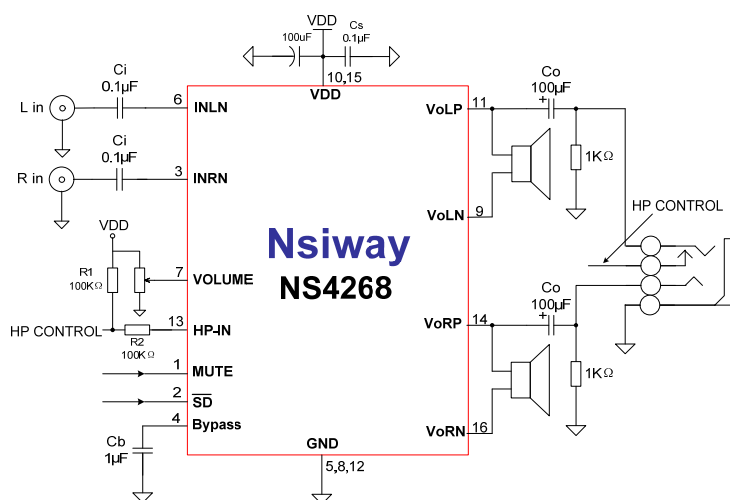 VDD
100uF
Cs
0.1µF
10,15
VDD
Co
100µF
+
Ci
0.1µF
L in
6
INLN
VoLP
11
1KΩ
Ci
0.1µF
R in
3
INRN
VoLN
9
HP CONTROL
VDD
Nsiway
NS4268
R1
100KΩ
7
VOLUME
Co
100µF
+
HP CONTROL
R2
100KΩ
13
HP-IN
VoRP
14
1
MUTE
1KΩ
2
SD
4
Bypass
VoRN
16
Cb
1µF
GND
5,8,12